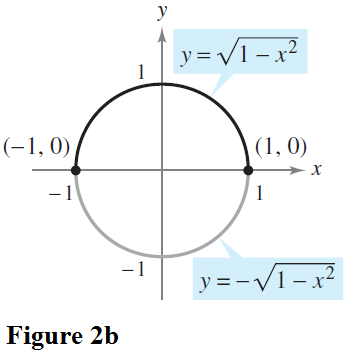 y
y = √1 − x²
1
(−1, 0)
(1, 0)
x
−1
1
−1
y = −√1 − x²
Figure 2b